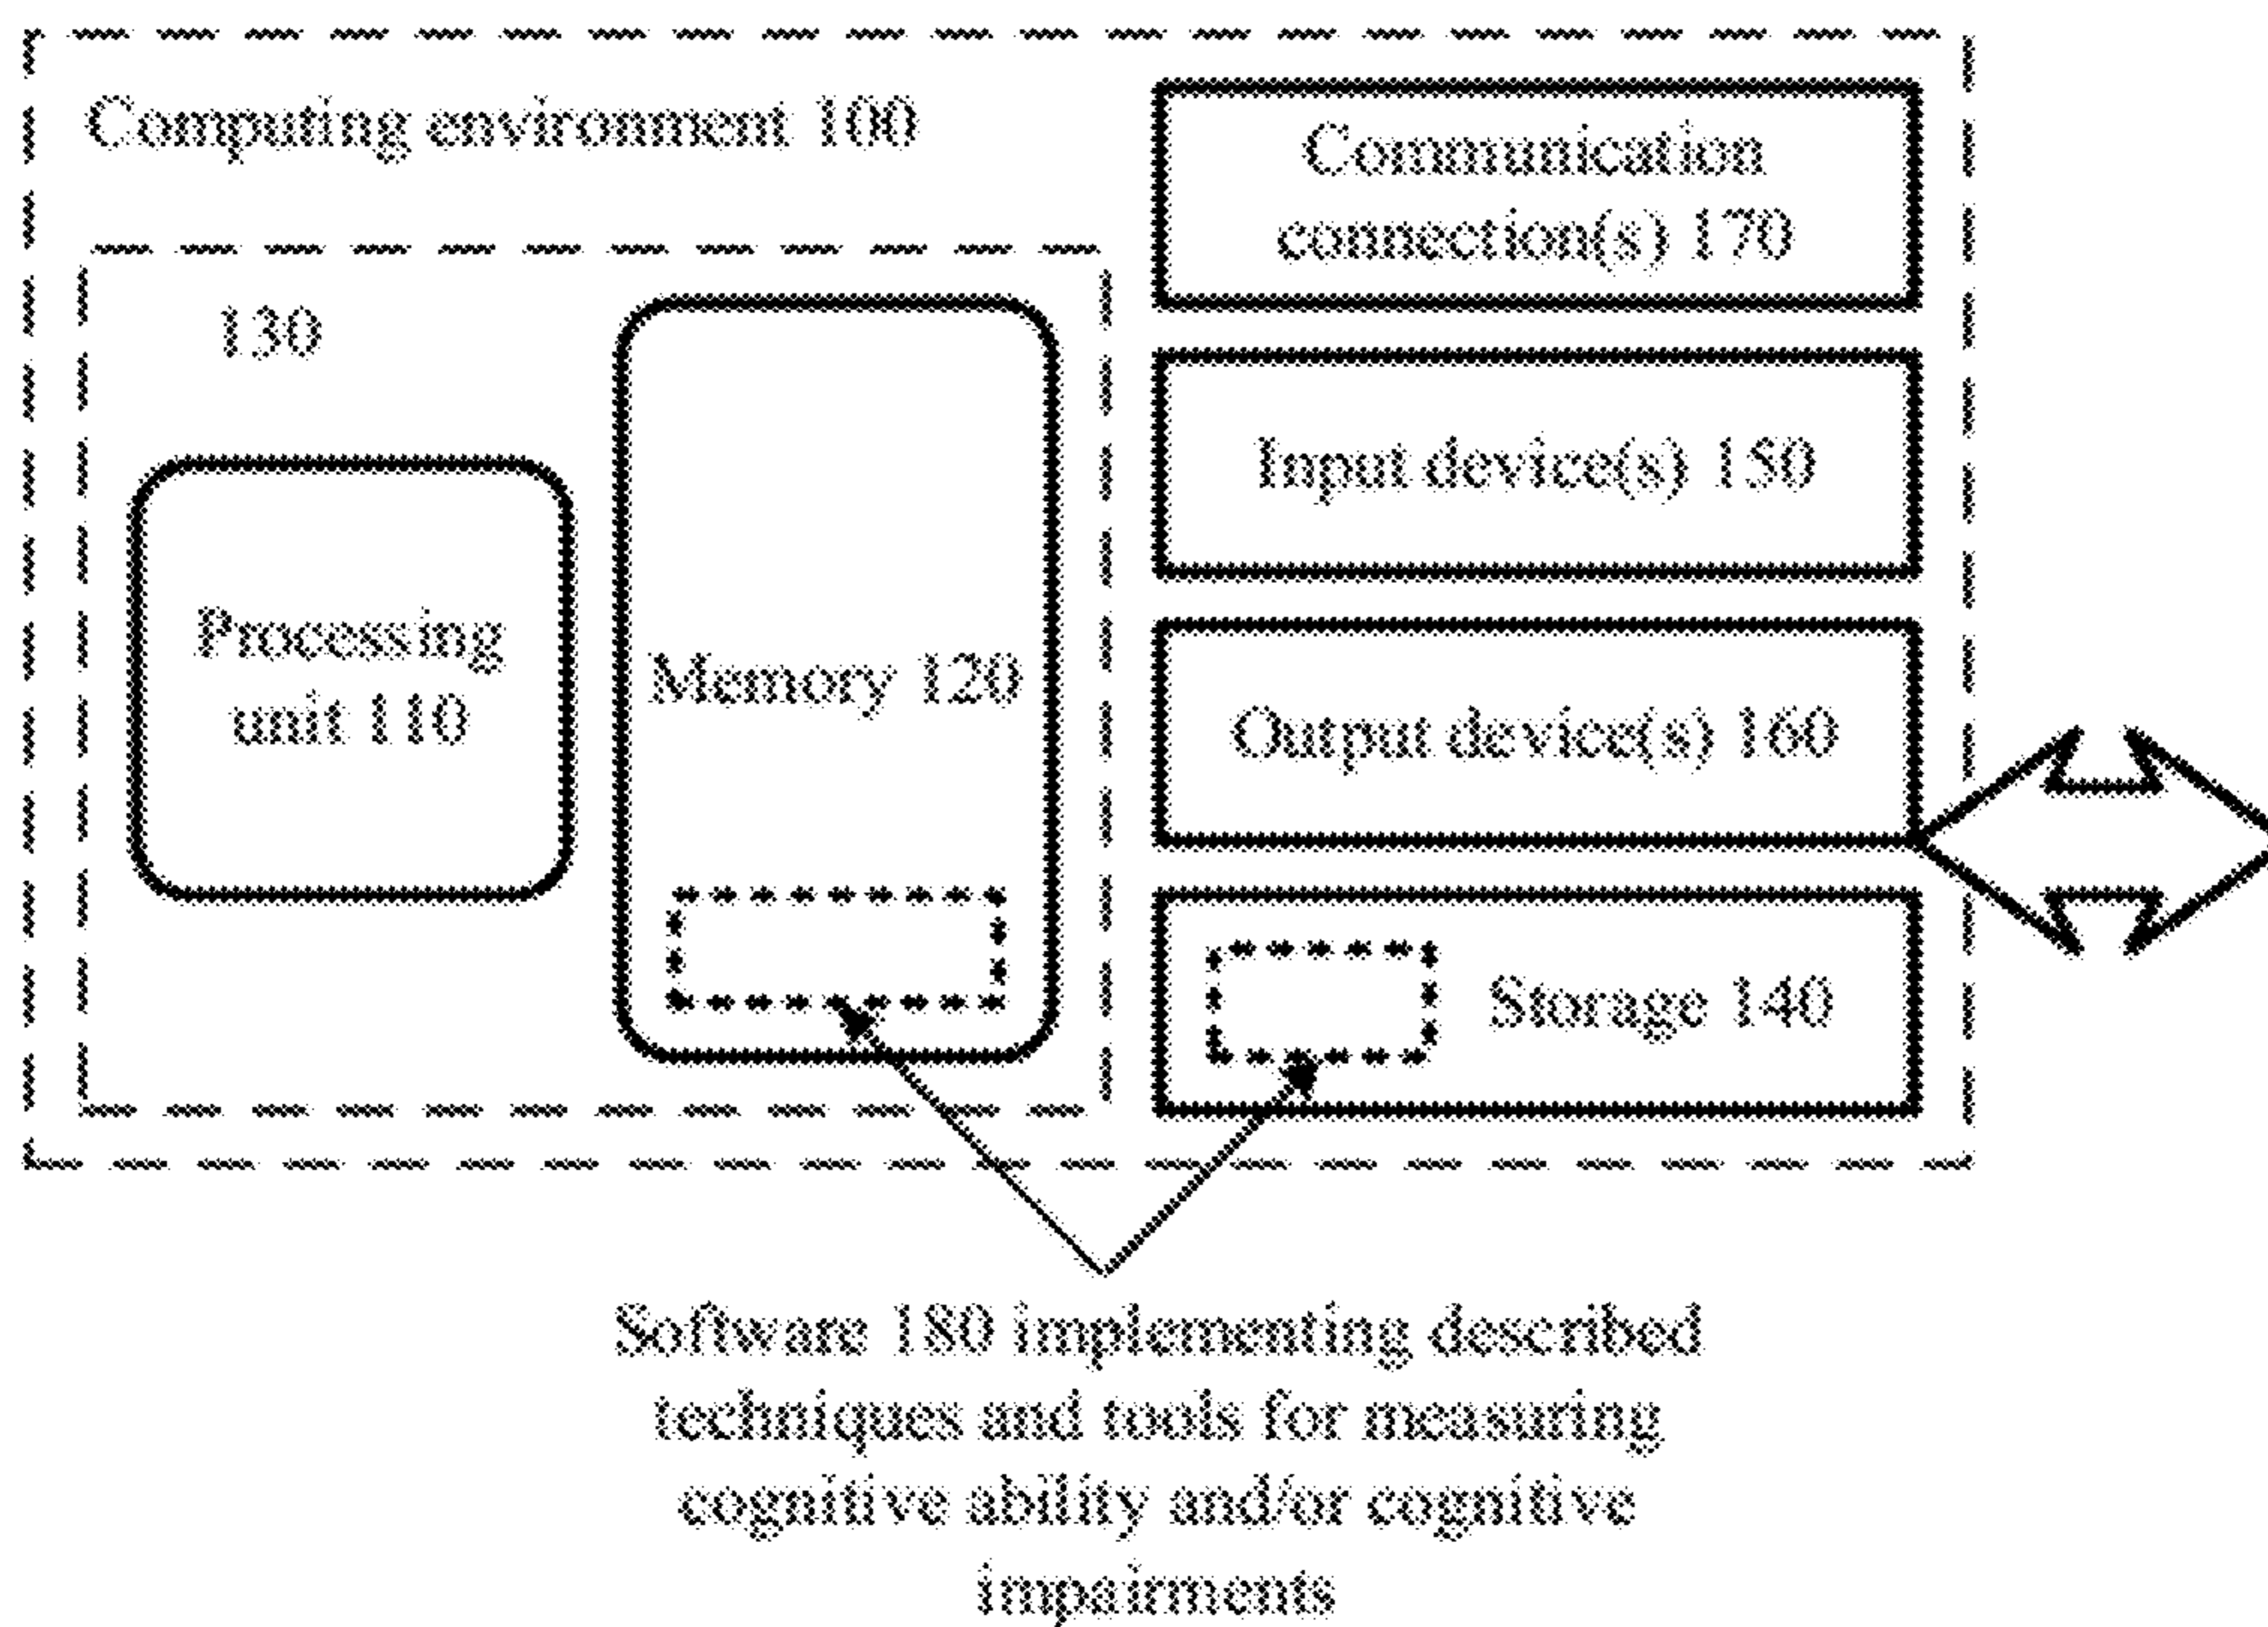 Computing environment 100
130
Processing
unit 110
Memory 120
Communication
connection(s) 170
Input device(s) 150
Output device(s) 160
Storage 140
Software 180 implementing described
techniques and tools for measuring
cognitive ability and/or cognitive
impairments